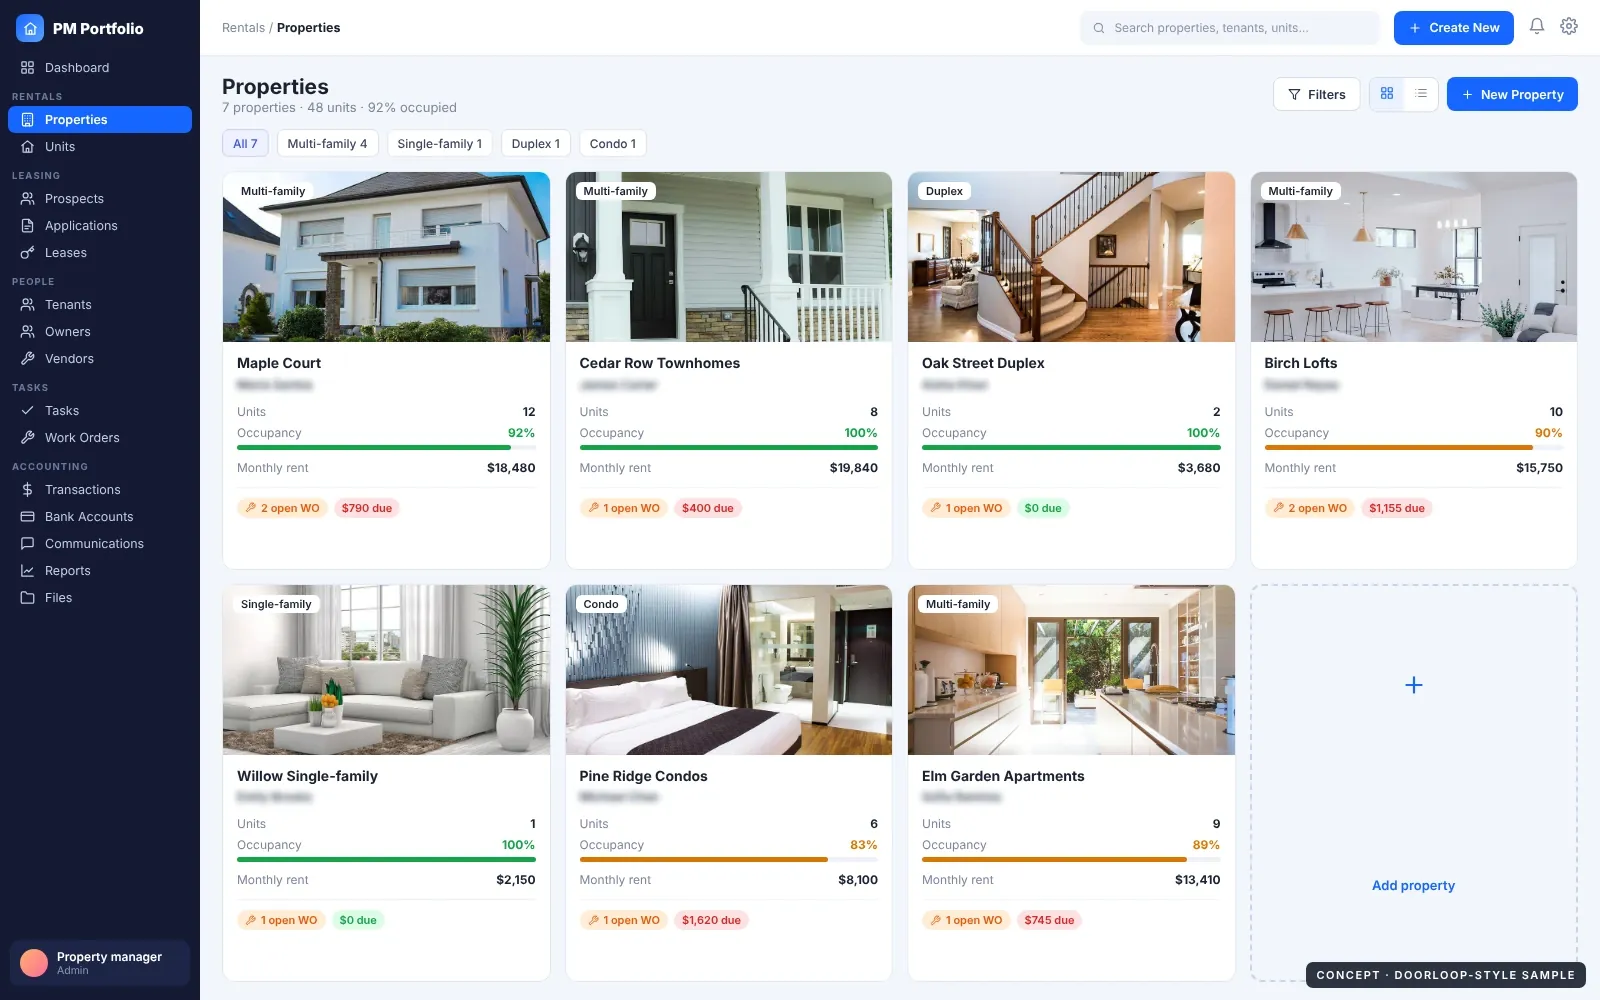 PM Portfolio
Dashboard
RENTALS
Properties
Units
LEASING
Prospects
Applications
Leases
PEOPLE
Tenants
Owners
Vendors
TASKS
Tasks
Work Orders
ACCOUNTING
Transactions
Bank Accounts
Communications
Reports
Files
Property manager
Admin
Rentals / Properties
Search properties, tenants, units...
Create New
Properties
7 properties · 48 units · 92% occupied
Filters
New Property
All 7
Multi-family 4
Single-family 1
Duplex 1
Condo 1
Multi-family
Maple Court
Units 12
Occupancy 92%
Monthly rent $18,480
2 open WO $790 due
Multi-family
Cedar Row Townhomes
Units 8
Occupancy 100%
Monthly rent $19,840
1 open WO $400 due
Duplex
Oak Street Duplex
Units 2
Occupancy 100%
Monthly rent $3,680
1 open WO $0 due
Multi-family
Birch Lofts
Units 10
Occupancy 90%
Monthly rent $15,750
2 open WO $1,155 due
Single-family
Willow Single-family
Units 1
Occupancy 100%
Monthly rent $2,150
1 open WO $0 due
Condo
Pine Ridge Condos
Units 6
Occupancy 83%
Monthly rent $8,100
1 open WO $1,620 due
Multi-family
Elm Garden Apartments
Units 9
Occupancy 89%
Monthly rent $13,410
1 open WO $745 due
Add property
CONCEPT · DOORLOOP-STYLE SAMPLE